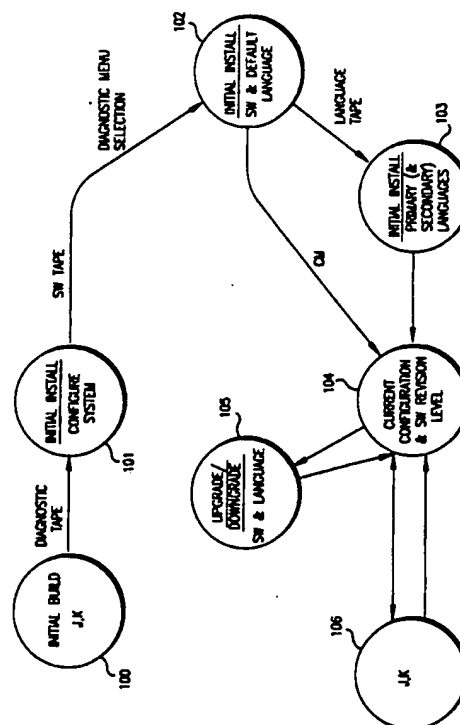 INITIAL BUILD
J,K
100
DIAGNOSTIC
TAPE
INITIAL INSTALL
CONFIGURE
SYSTEM
101
SW TAPE
DIAGNOSTIC MENU
SELECTION
102
INITIAL INSTALL
SW & DEFAULT
LANGUAGE
LANGUAGE
TAPE
103
INITIAL INSTALL
PRIMARY (&
SECONDARY)
LANGUAGES
CW
104
CURRENT
CONFIGURATION
& SW REVISION
LEVEL
105
UPGRADE/
DOWNGRADE
SW & LANGUAGE
106
J,K